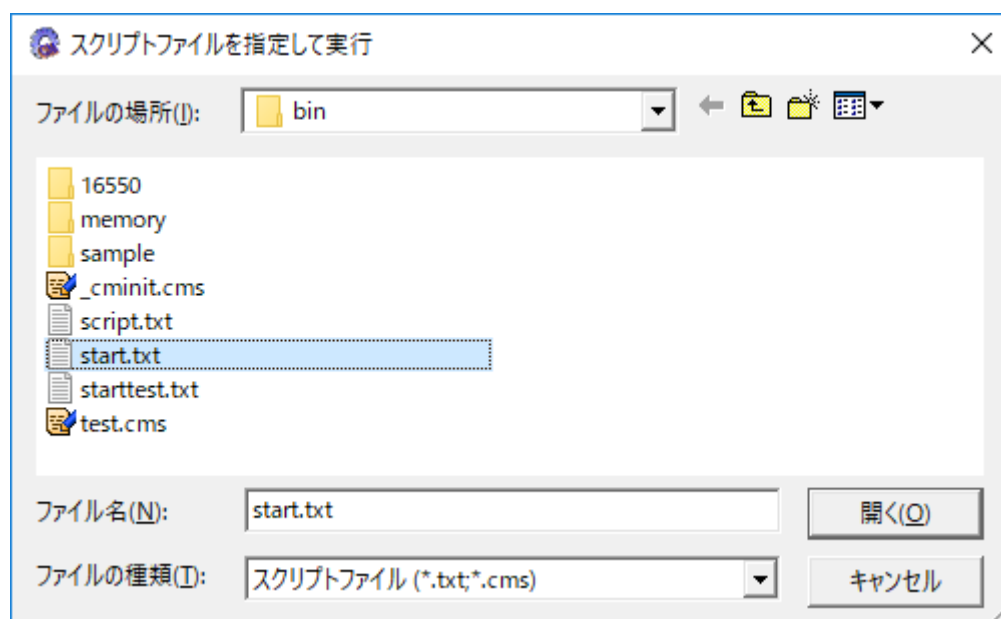 スクリプトファイルを指定して実行
ファイルの場所(I): bin
16550
memory
sample
_cminit.cms
script.txt
start.txt
starttest.txt
test.cms
ファイル名(N): start.txt 開く(O)
ファイルの種類(T): スクリプトファイル (*.txt;*.cms) キャンセル